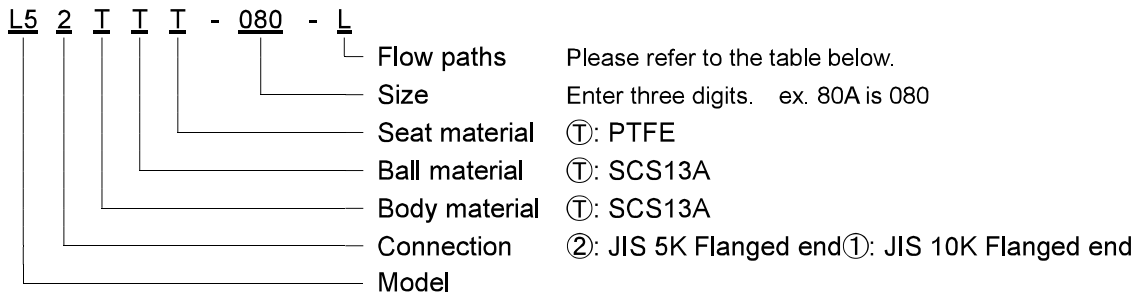 L5 2 T T T - 080 - L
Flow paths Please refer to the table below.
Size Enter three digits. ex. 80A is 080
Seat material Ⓣ: PTFE
Ball material Ⓣ: SCS13A
Body material Ⓣ: SCS13A
Connection ②: JIS 5K Flanged end①: JIS 10K Flanged end
Model